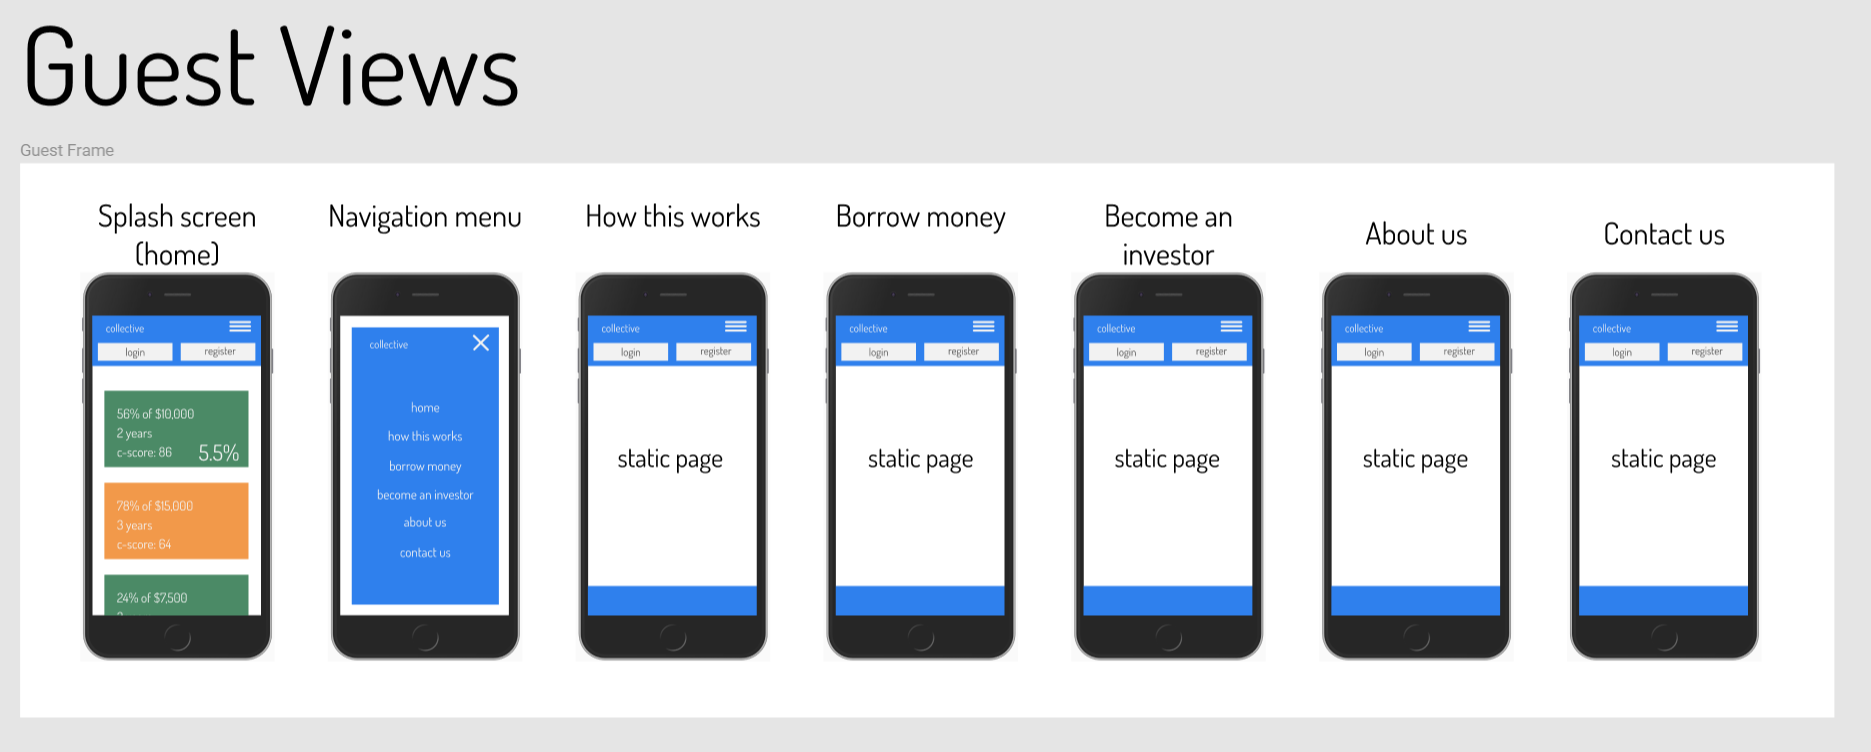 Guest Views
Guest Frame
Splash screen
(home)
collective
login register
56% of $10,000
2 years
c-score: 86 5.5%
78% of $15,000
3 years
c-score: 64
24% of $7,500
Navigation menu
collective
home
how this works
borrow money
become an investor
about us
contact us
How this works
collective
login register
static page
Borrow money
collective
login register
static page
Become an
investor
collective
login register
static page
About us
collective
login register
static page
Contact us
collective
login register
static page